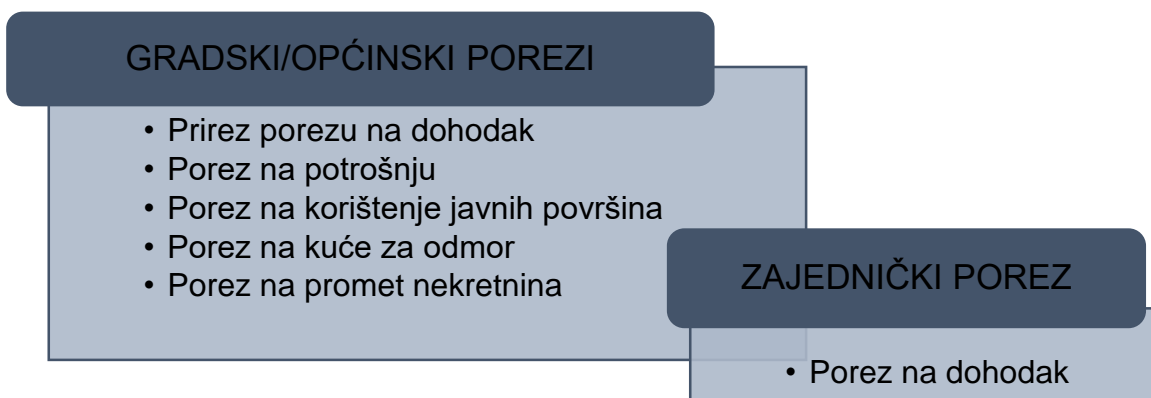 GRADSKI/OPĆINSKI POREZI
• Prirez porezu na dohodak
• Porez na potrošnju
• Porez na korištenje javnih površina
• Porez na kuće za odmor
• Porez na promet nekretnina
ZAJEDNIČKI POREZ
• Porez na dohodak